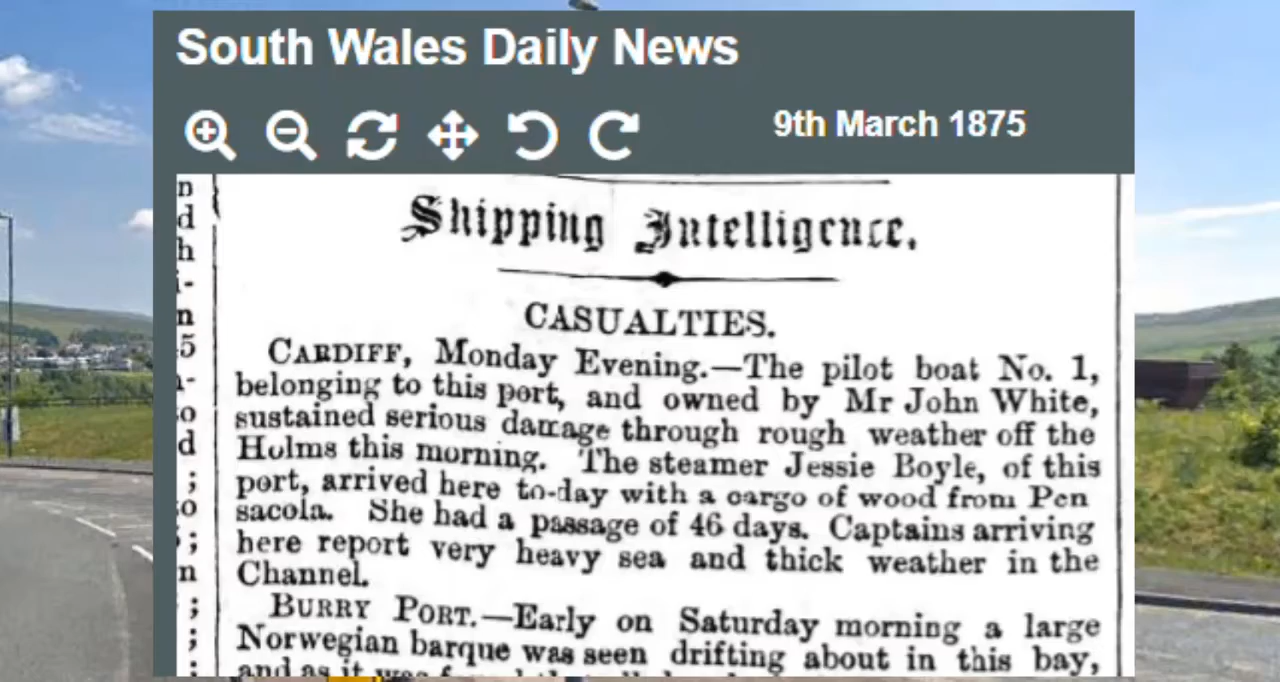 South Wales Daily News
9th March 1875
Shipping Intelligence.
CASUALTIES.
CARDIFF, Monday Evening.—The pilot boat No. 1,
belonging to this port, and owned by Mr John White,
sustained serious damage through rough weather off the
Holms this morning. The steamer Jessie Boyle, of this
port, arrived here to-day with a cargo of wood from Pen
sacola. She had a passage of 46 days. Captains arriving
here report very heavy sea and thick weather in the
Channel.
BURRY PORT.—Early on Saturday morning a large
Norwegian barque was seen drifting about in this bay,
and as it was